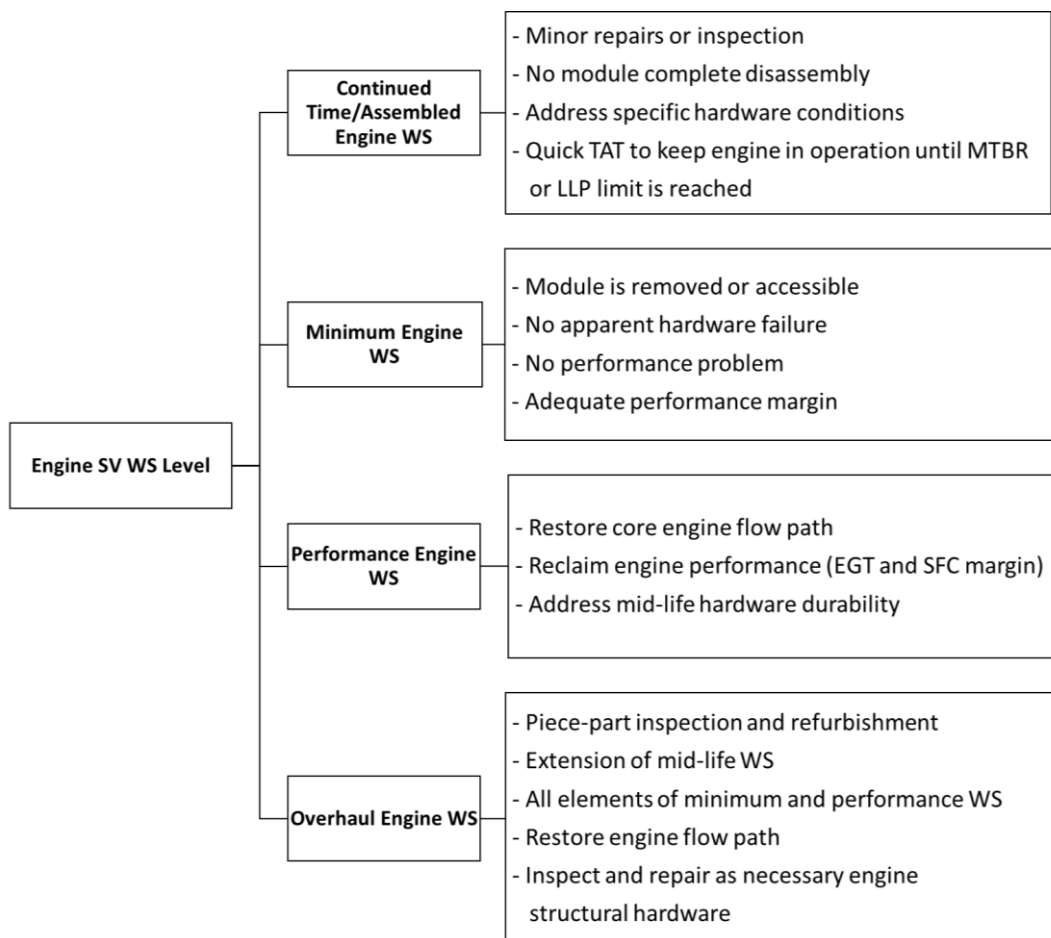 Engine SV WS Level
Continued
Time/Assembled
Engine WS
- Minor repairs or inspection
- No module complete disassembly
- Address specific hardware conditions
- Quick TAT to keep engine in operation until MTBR
or LLP limit is reached
Minimum Engine
WS
- Module is removed or accessible
- No apparent hardware failure
- No performance problem
- Adequate performance margin
Performance Engine
WS
- Restore core engine flow path
- Reclaim engine performance (EGT and SFC margin)
- Address mid-life hardware durability
Overhaul Engine WS
- Piece-part inspection and refurbishment
- Extension of mid-life WS
- All elements of minimum and performance WS
- Restore engine flow path
- Inspect and repair as necessary engine
structural hardware